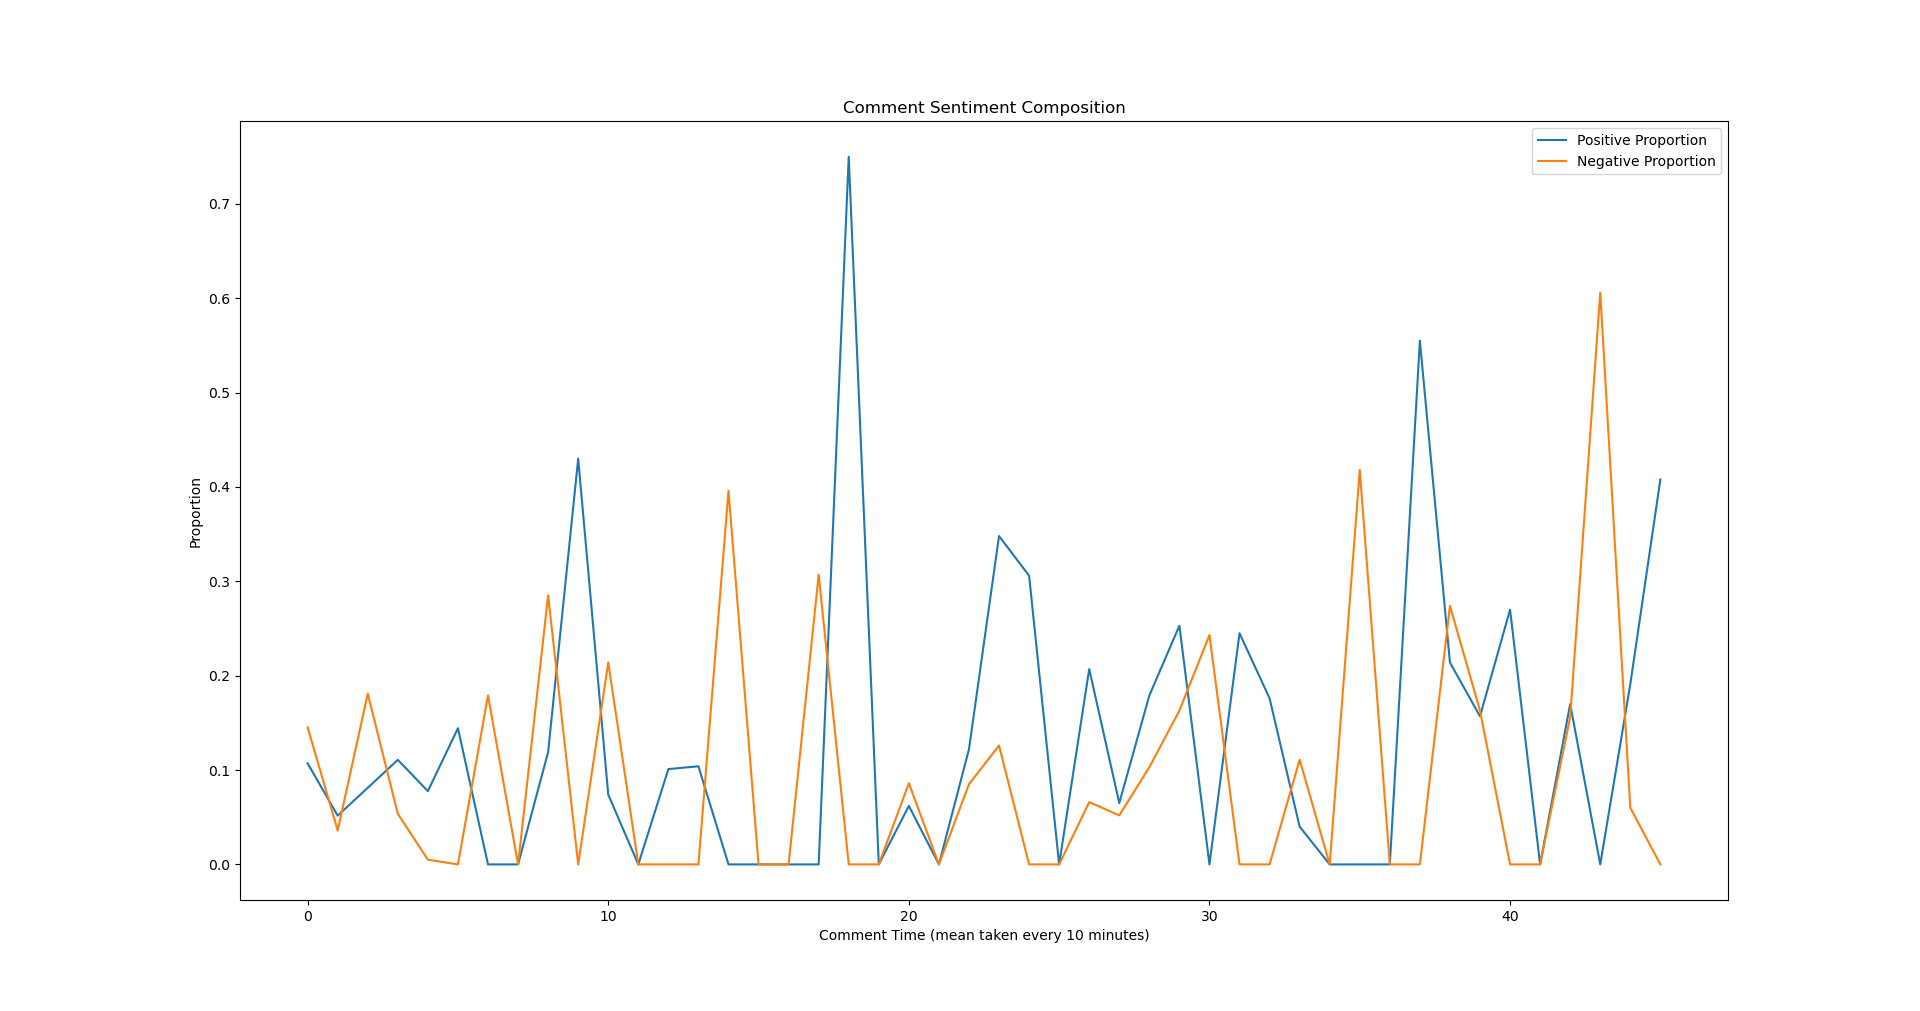 Comment Sentiment Composition
Positive Proportion
Negative Proportion
0.7
0.6
0.5
0.4
0.3
0.2
0.1
0.0
Proportion
0 10 20 30 40
Comment Time (mean taken every 10 minutes)